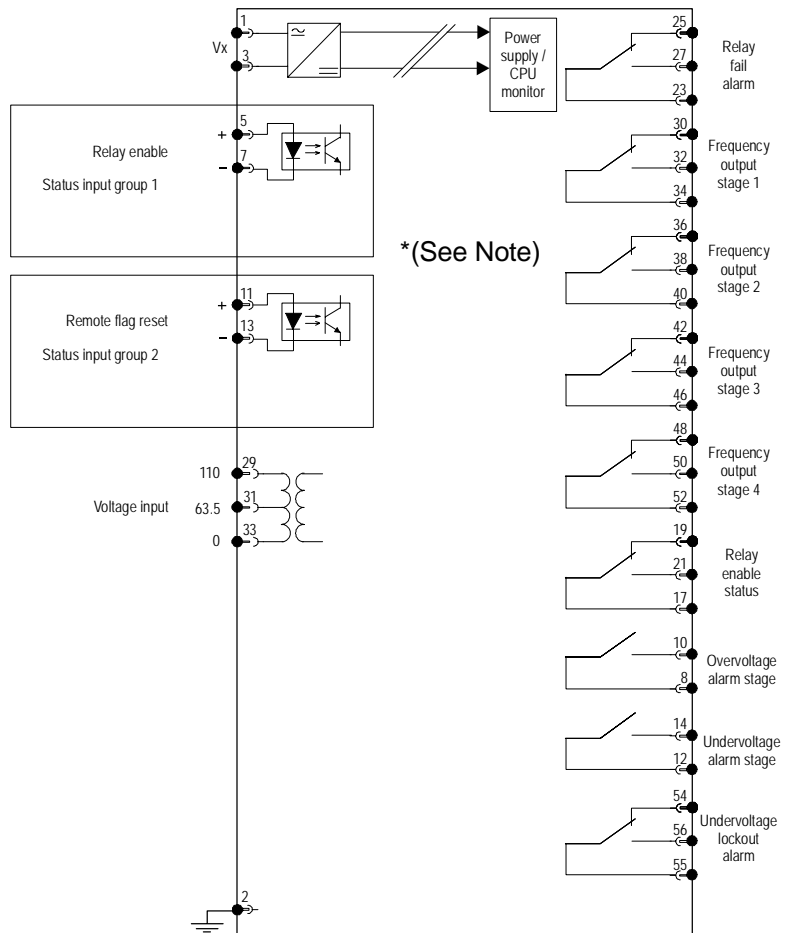 1
Vx
3
Power
supply /
CPU
monitor
25
27
23
Relay
fail
alarm
5
+
Relay enable
7
–
Status input group 1
30
32
34
Frequency
output
stage 1
*(See Note)
36
38
40
Frequency
output
stage 2
11
+
Remote flag reset
13
–
Status input group 2
42
44
46
Frequency
output
stage 3
48
50
52
Frequency
output
stage 4
29
110
31
Voltage input
63.5
33
0
19
21
17
Relay
enable
status
10
8
Overvoltage
alarm stage
14
12
Undervoltage
alarm stage
54
56
55
Undervoltage
lockout
alarm
2